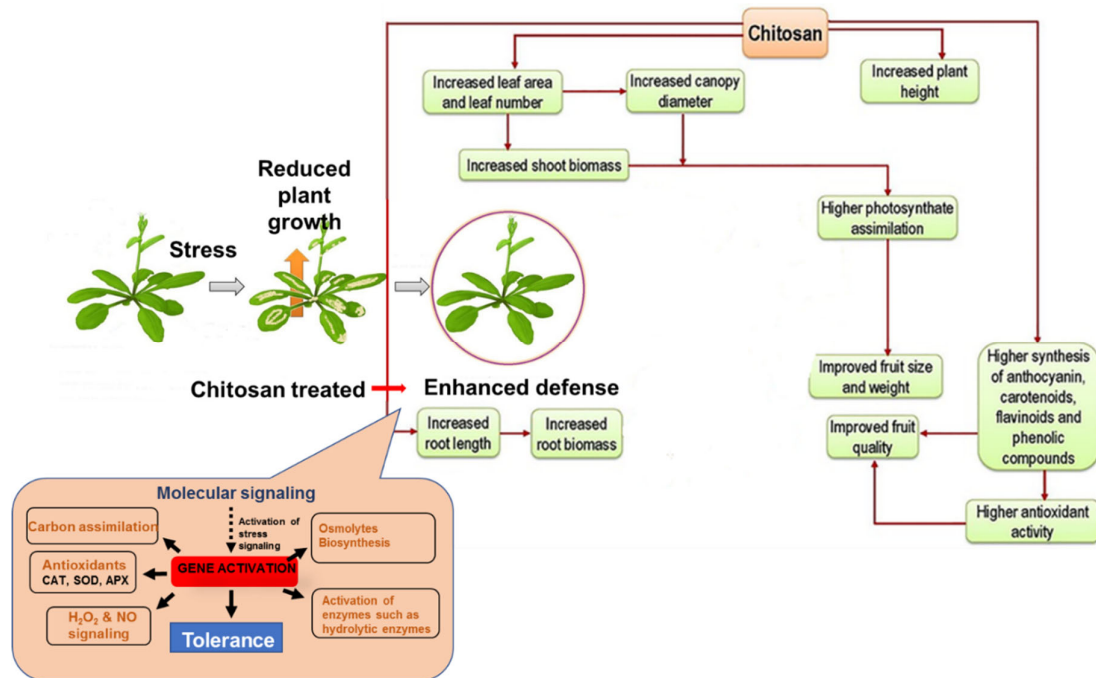 Chitosan
Increased leaf area
and leaf number
Increased canopy
diameter
Increased plant
height
Increased shoot biomass
Reduced
plant
growth
Stress
Higher photosynthate
assimilation
Chitosan treated
Enhanced defense
Improved fruit size
and weight
Higher synthesis
of anthocyanin,
carotenoids,
flavinoids and
phenolic
compounds
Increased
root length
Increased
root biomass
Improved fruit
quality
Higher antioxidant
activity
Molecular signaling
Carbon assimilation
Activation of
stress
signaling
Osmolytes
Biosynthesis
Antioxidants
CAT, SOD, APX
GENE ACTIVATION
H₂O₂ & NO
signaling
Tolerance
Activation of
enzymes such as
hydrolytic enzymes